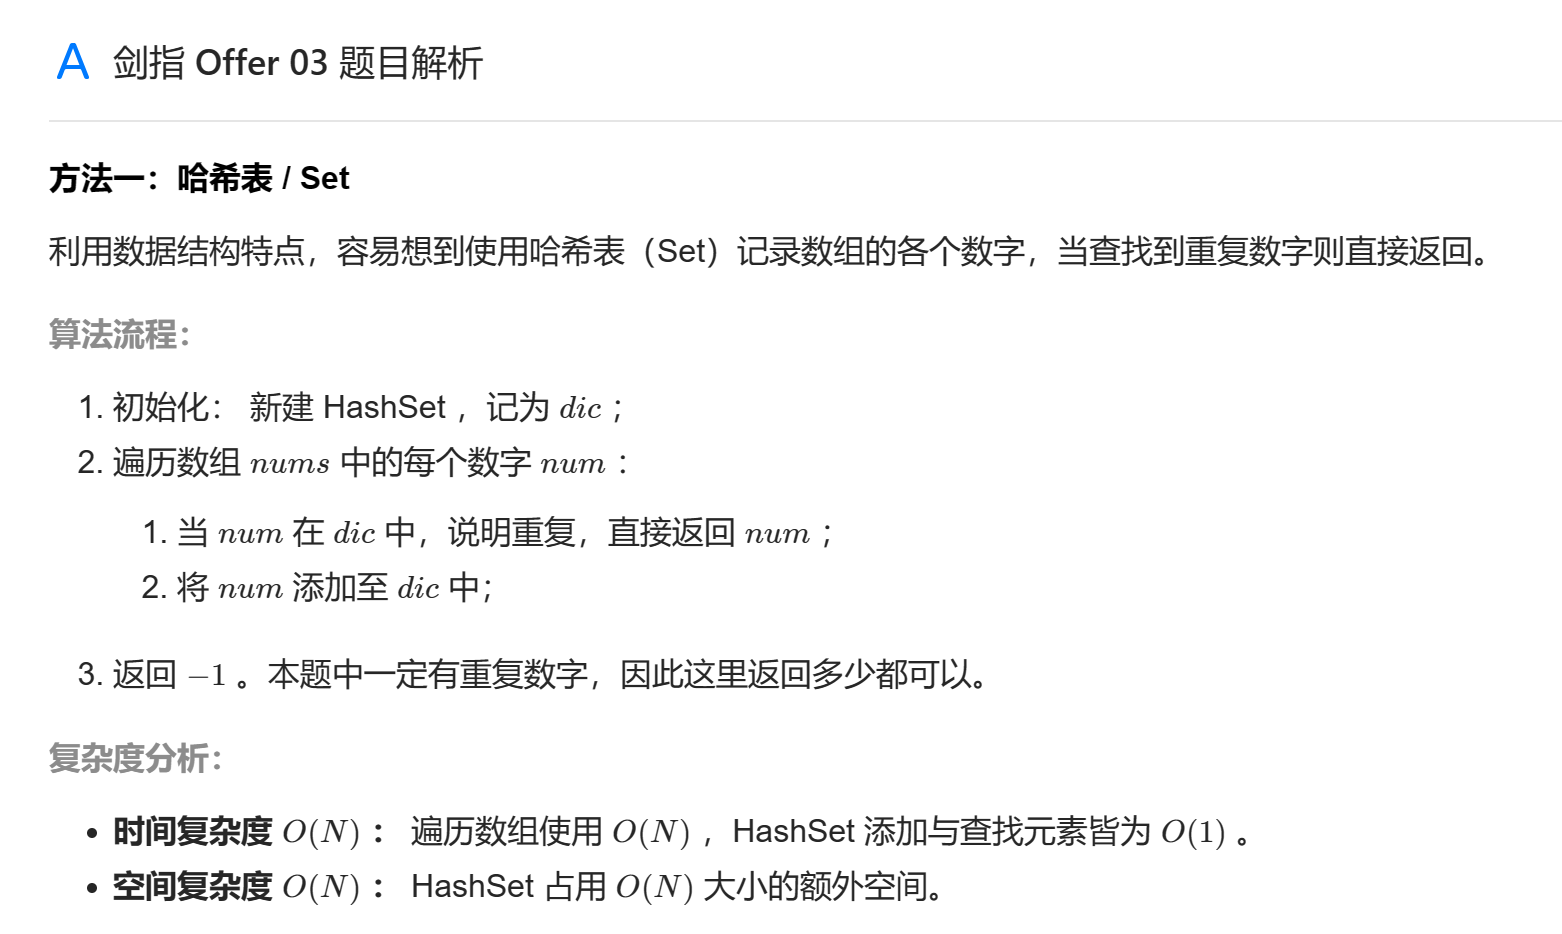 剑指 Offer 03 题目解析
方法一：哈希表 / Set
利用数据结构特点，容易想到使用哈希表（Set）记录数组的各个数字，当查找到重复数字则直接返回。
算法流程：
1. 初始化： 新建 HashSet ，记为 dic ；
2. 遍历数组 nums 中的每个数字 num ：
1. 当 num 在 dic 中，说明重复，直接返回 num ；
2. 将 num 添加至 dic 中；
3. 返回 −1 。本题中一定有重复数字，因此这里返回多少都可以。
复杂度分析：
• 时间复杂度 O(N) ： 遍历数组使用 O(N) ，HashSet 添加与查找元素皆为 O(1) 。
• 空间复杂度 O(N) ： HashSet 占用 O(N) 大小的额外空间。